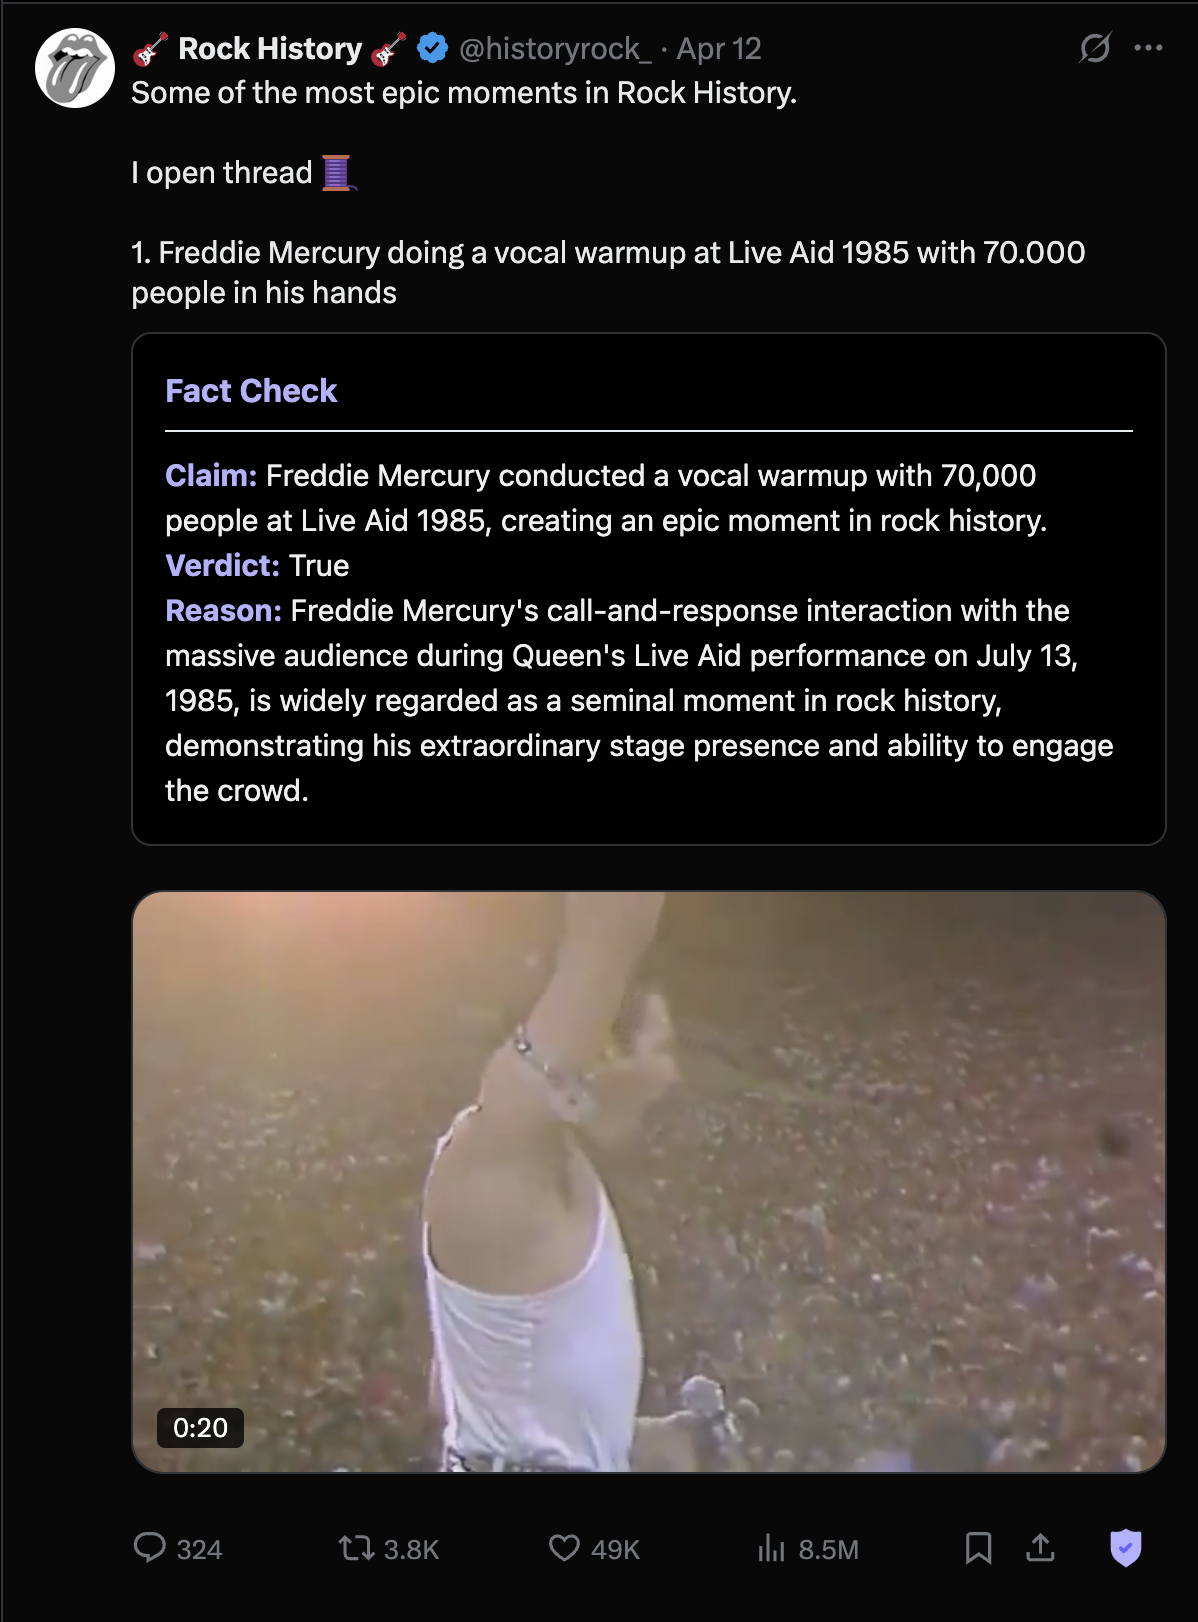 🎸 Rock History 🎸 @historyrock_ · Apr 12
Some of the most epic moments in Rock History.
I open thread 🧵
1. Freddie Mercury doing a vocal warmup at Live Aid 1985 with 70.000
people in his hands
Fact Check
Claim: Freddie Mercury conducted a vocal warmup with 70,000
people at Live Aid 1985, creating an epic moment in rock history.
Verdict: True
Reason: Freddie Mercury's call-and-response interaction with the
massive audience during Queen's Live Aid performance on July 13,
1985, is widely regarded as a seminal moment in rock history,
demonstrating his extraordinary stage presence and ability to engage
the crowd.
0:20
324 3.8K 49K 8.5M